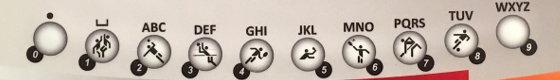 ABC DEF GHI JKL MNO PQRS TUV WXYZ
0 1 2 3 4 5 6 7 8 9